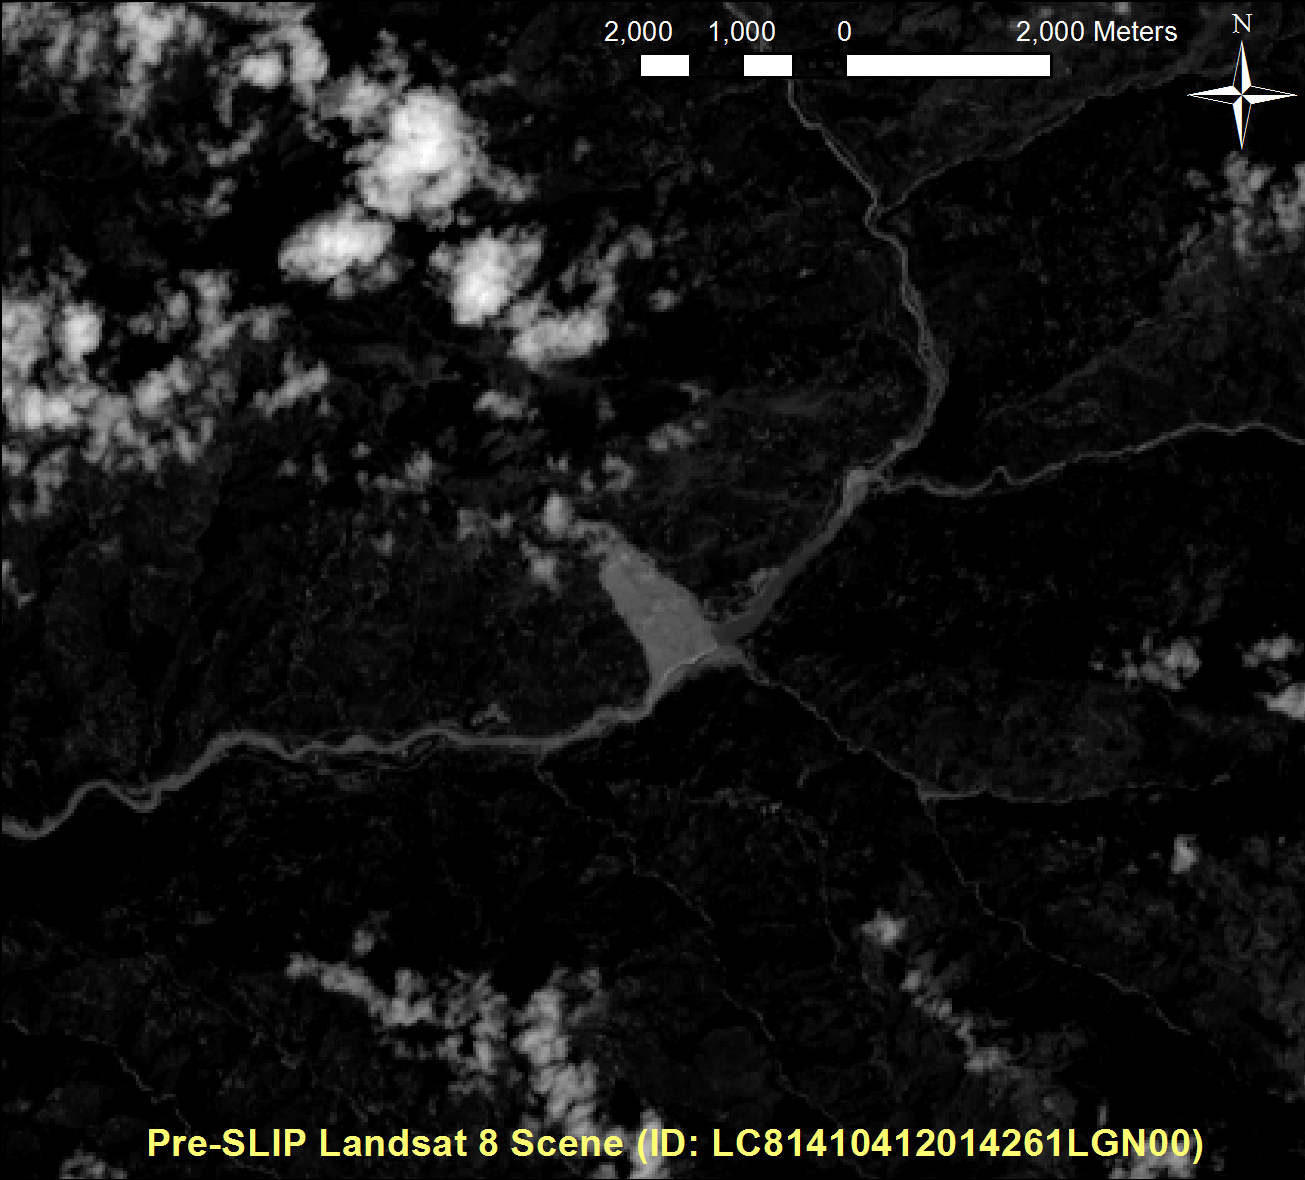 2,000 1,000 0 2,000 Meters
N
Pre-SLIP Landsat 8 Scene (ID: LC81410412014261LGN00)